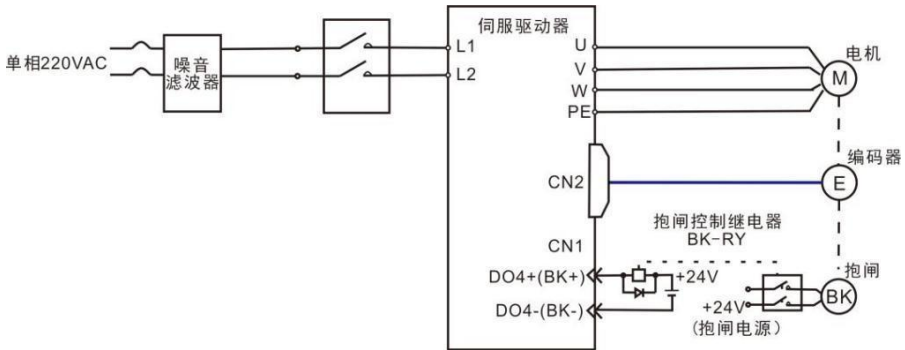 伺服驱动器
单相220VAC
噪音
滤波器
L1
L2
U
V
W
PE
电机
M
CN2
编码器
E
CN1
抱闸控制继电器
BK-RY
DO4+(BK+)
+24V
DO4-(BK-)
+24V
(抱闸电源)
抱闸
BK